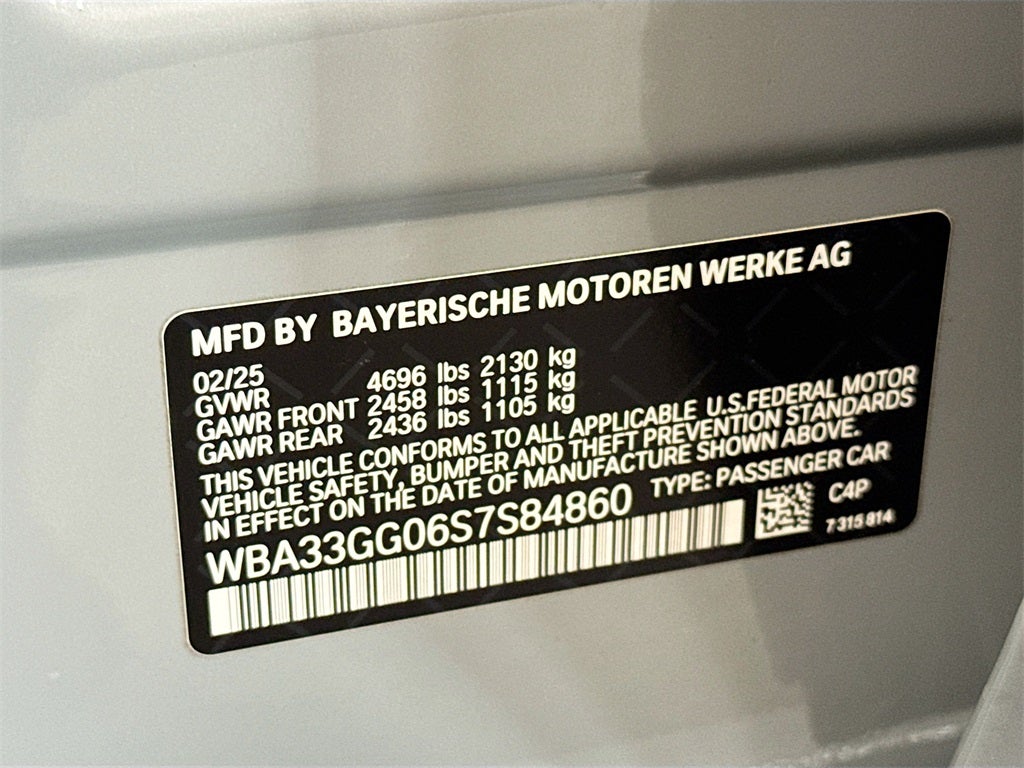 MFD BY BAYERISCHE MOTOREN WERKE AG
02/25
GVWR 4696 lbs 2130 kg
GAWR FRONT 2458 lbs 1115 kg
GAWR REAR 2436 lbs 1105 kg
THIS VEHICLE CONFORMS TO ALL APPLICABLE U.S.FEDERAL MOTOR
VEHICLE SAFETY, BUMPER AND THEFT PREVENTION STANDARDS
IN EFFECT ON THE DATE OF MANUFACTURE SHOWN ABOVE.
WBA33GG06S7S84860 TYPE: PASSENGER CAR
C4P
7 315 814